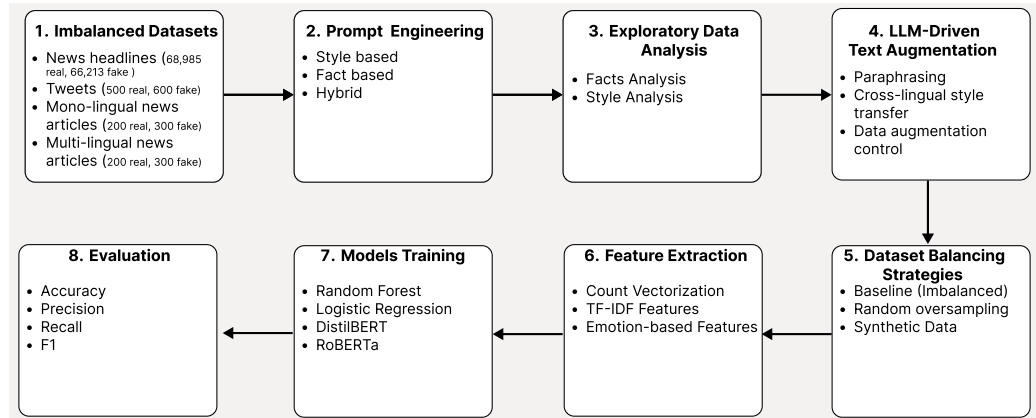 1. Imbalanced Datasets
• News headlines (68,985
real, 66,213 fake )
• Tweets (500 real, 600 fake)
• Mono-lingual news
articles (200 real, 300 fake)
• Multi-lingual news
articles (200 real, 300 fake)
2. Prompt Engineering
• Style based
• Fact based
• Hybrid
3. Exploratory Data
Analysis
• Facts Analysis
• Style Analysis
4. LLM-Driven
Text Augmentation
• Paraphrasing
• Cross-lingual style
transfer
• Data augmentation
control
5. Dataset Balancing
Strategies
• Baseline (Imbalanced)
• Random oversampling
• Synthetic Data
6. Feature Extraction
• Count Vectorization
• TF-IDF Features
• Emotion-based Features
7. Models Training
• Random Forest
• Logistic Regression
• DistilBERT
• RoBERTa
8. Evaluation
• Accuracy
• Precision
• Recall
• F1